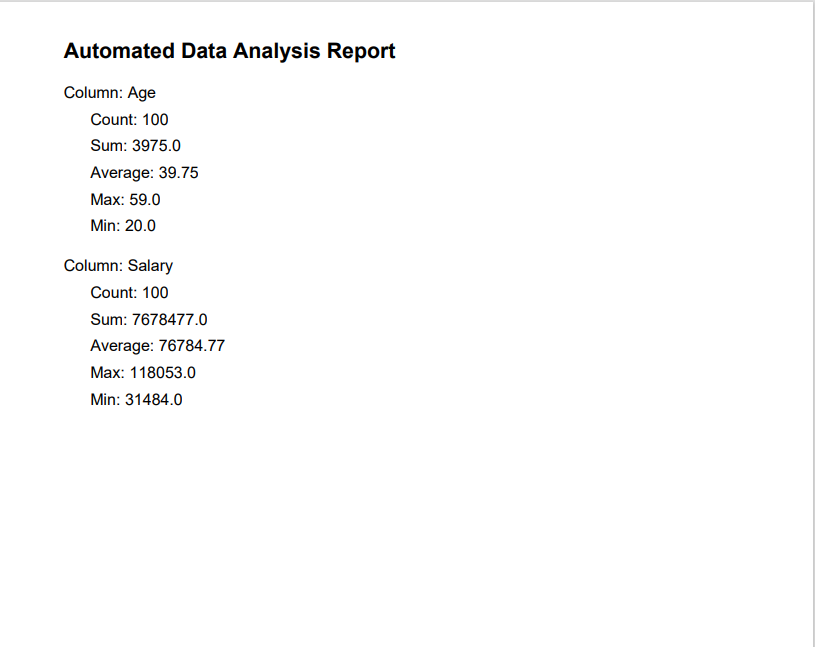 Automated Data Analysis Report
Column: Age
Count: 100
Sum: 3975.0
Average: 39.75
Max: 59.0
Min: 20.0
Column: Salary
Count: 100
Sum: 7678477.0
Average: 76784.77
Max: 118053.0
Min: 31484.0